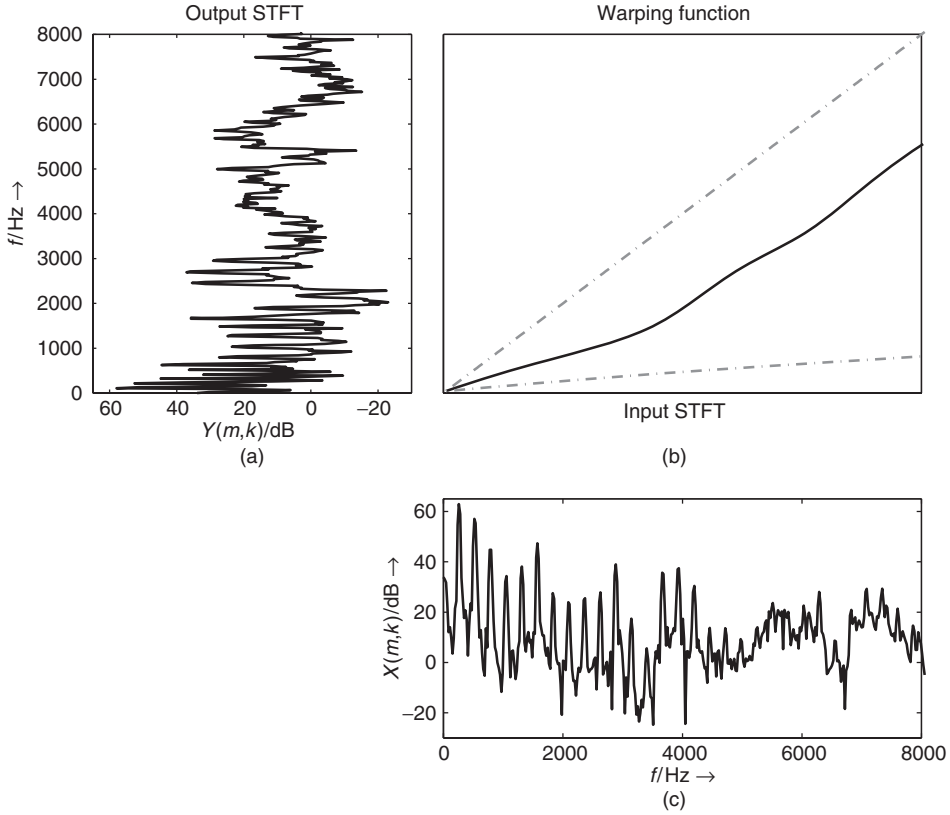 Output STFT
Warping function
8000
7000
6000
5000
4000
3000
2000
1000
0
f/Hz →
60
40
20
0
−20
Y(m,k)/dB
(a)
Input STFT
(b)
60
40
20
0
−20
X(m,k)/dB →
0
2000
4000
6000
8000
f/Hz →
(c)